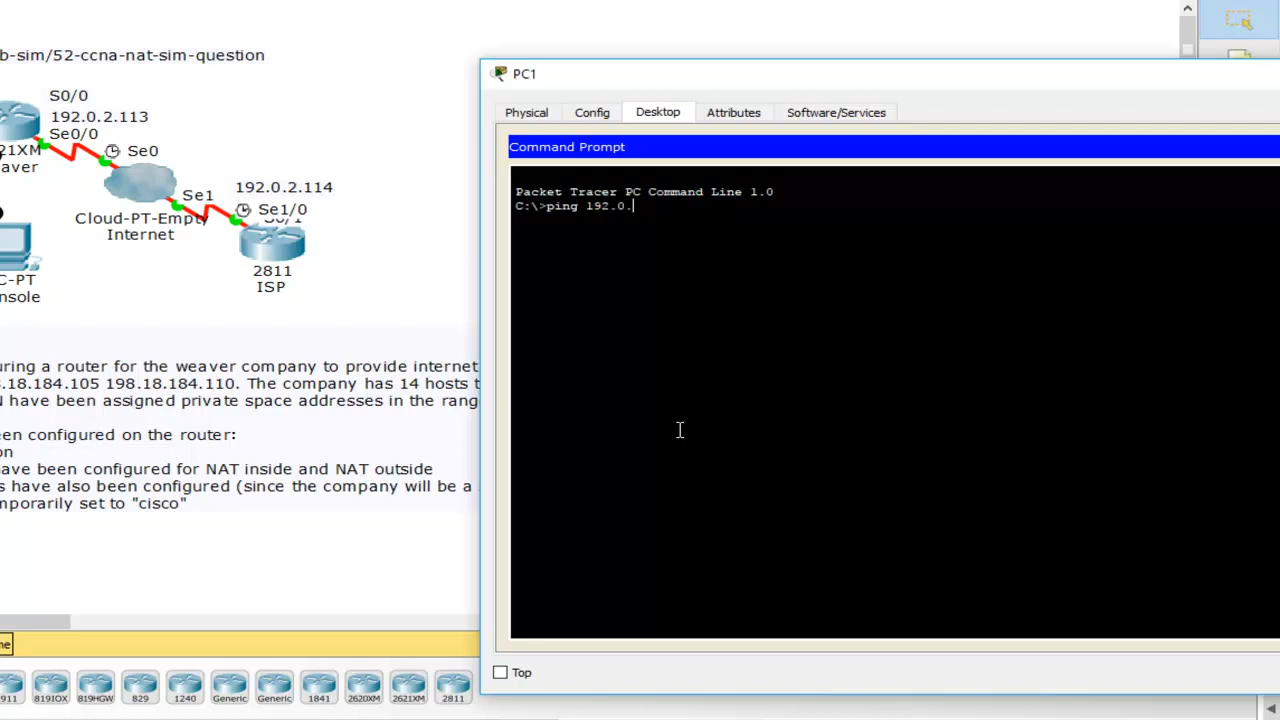 b-sim/52-ccna-nat-sim-question
S0/0
192.0.2.113
Se0/0
21XM
aver
Se0
Se1
192.0.2.114
Se1/0
Cloud-PT-Empty
Internet
2811
ISP
C-PT
nsole
uring a router for the weaver company to provide internet
.18.184.105 198.18.184.110. The company has 14 hosts t
N have been assigned private space addresses in the rang
een configured on the router:
on
ave been configured for NAT inside and NAT outside
s have also been configured (since the company will be a
mporarily set to "cisco"
me
911 819IOX 819HGW 829 1240 Generic Generic 1841 2620XM 2621XM 2811
PC1
Physical Config Desktop Attributes Software/Services
Command Prompt
Packet Tracer PC Command Line 1.0
C:\>ping 192.0.
Top